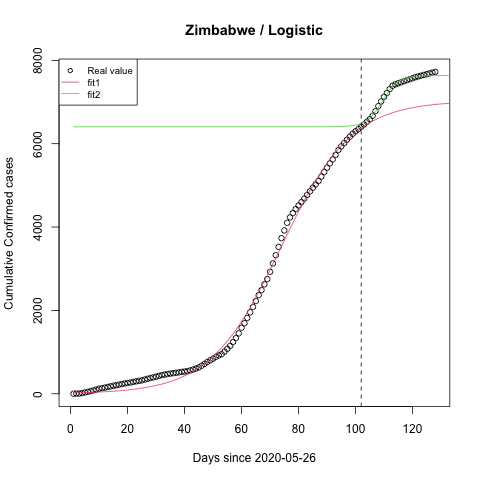 Zimbabwe / Logistic
Real value
fit1
fit2
Cumulative Confirmed cases
8000
6000
4000
2000
0
0 20 40 60 80 100 120
Days since 2020-05-26